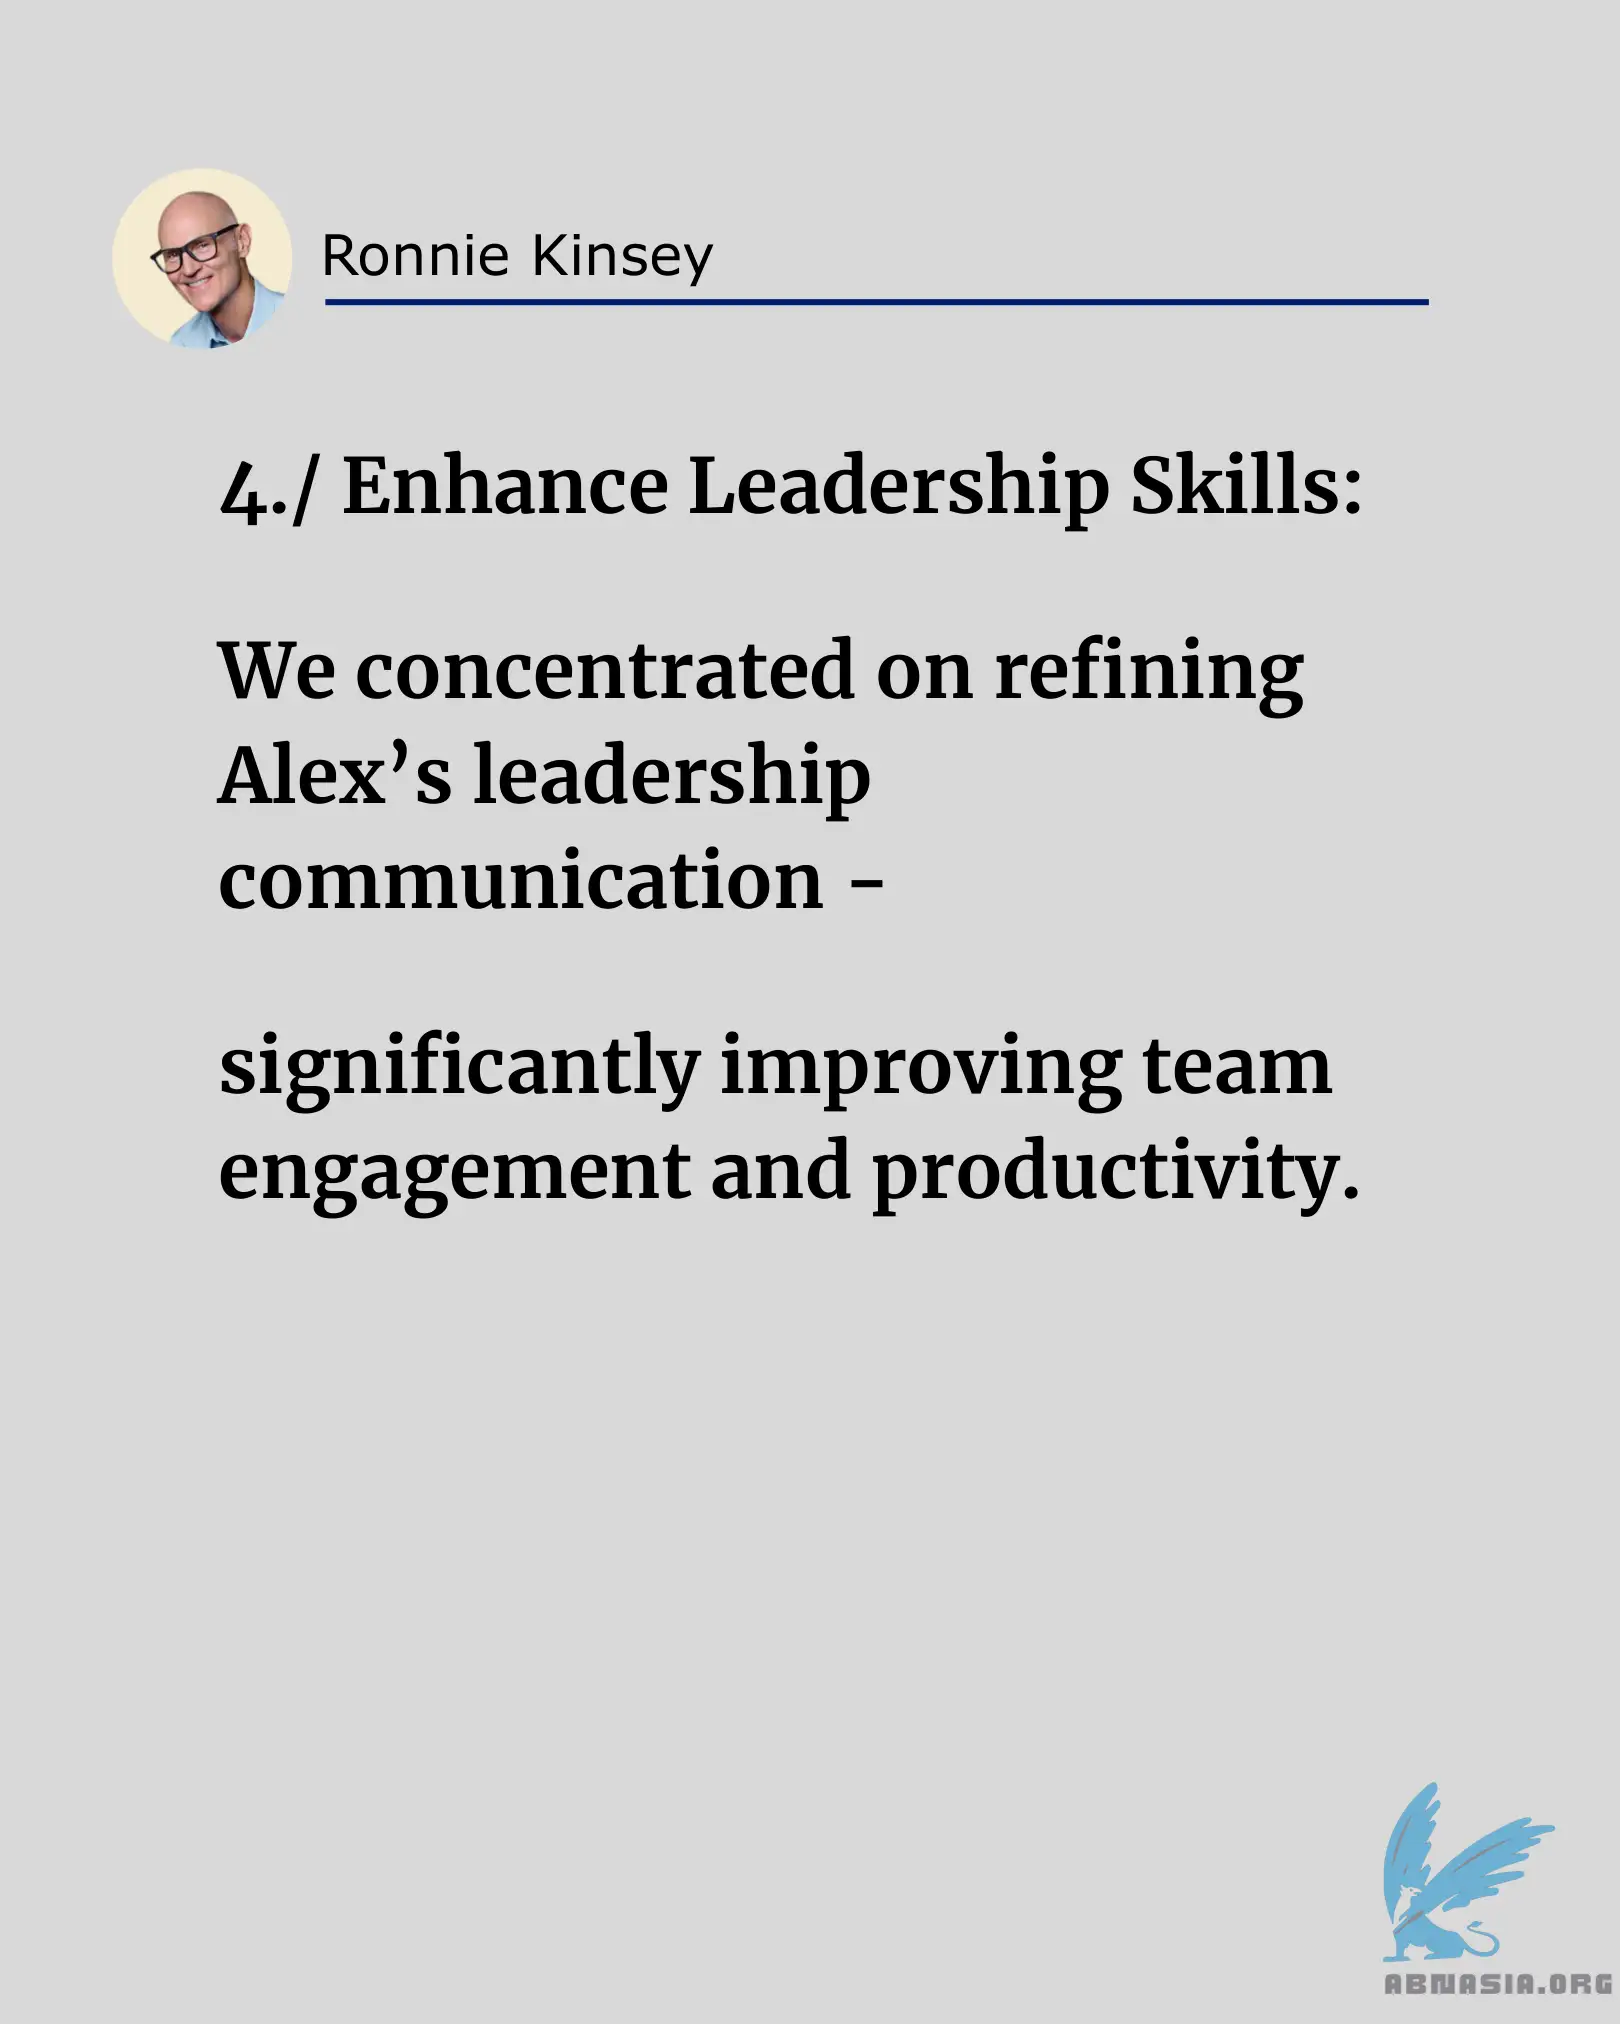 Ronnie Kinsey
4./ Enhance Leadership Skills:
We concentrated on refining
Alex’s leadership
communication -
significantly improving team
engagement and productivity.
ABNASIA.ORG